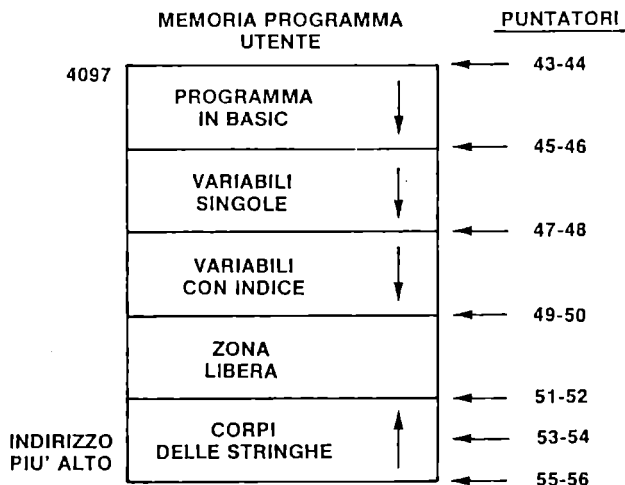 MEMORIA PROGRAMMA
UTENTE
PUNTATORI
4097
43-44
PROGRAMMA
IN BASIC
45-46
VARIABILI
SINGOLE
47-48
VARIABILI
CON INDICE
49-50
ZONA
LIBERA
51-52
INDIRIZZO
PIU' ALTO
CORPI
DELLE STRINGHE
53-54
55-56